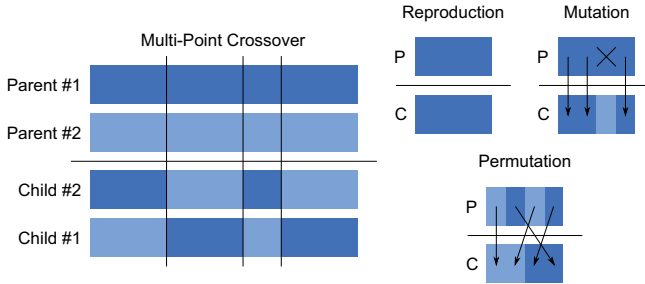 Multi-Point Crossover
Parent #1
Parent #2
Child #2
Child #1
Reproduction
P
C
Mutation
P
C
Permutation
P
C